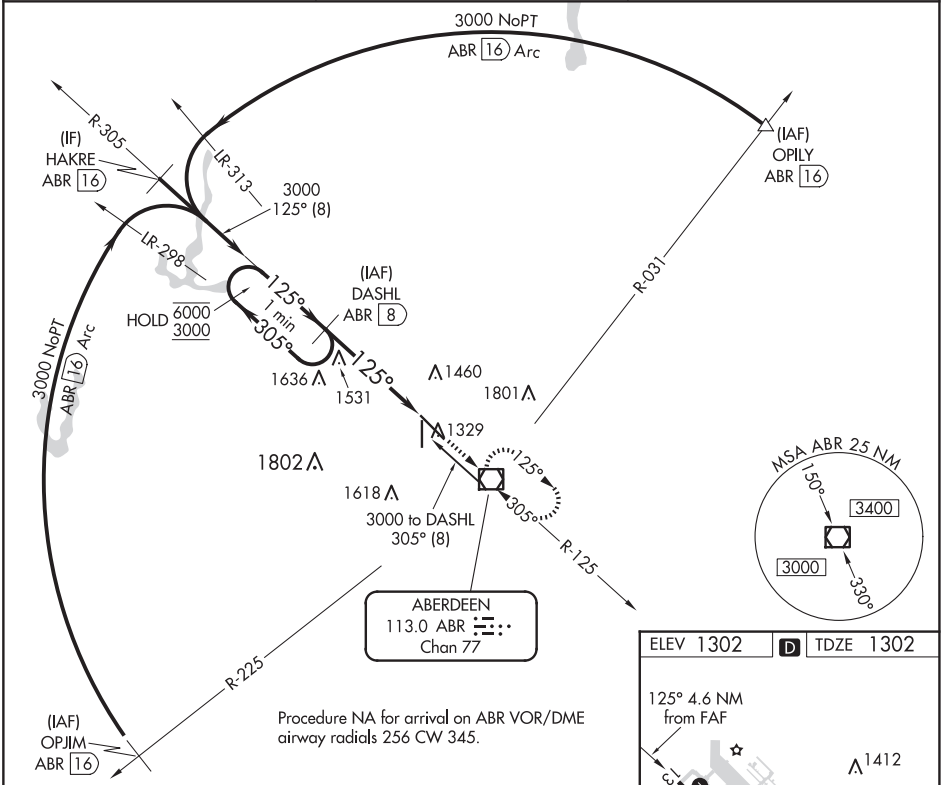 3000 NoPT
ABR 16 Arc
(IAF)
OPILY
ABR 16
R-305
(IF)
HAKRE
ABR 16
LR-313
3000
125° (8)
LR-298
R-031
HOLD 6000
3000
125°
1 min
305°
(IAF)
DASHL
ABR 8
125°
3000 NoPT
ABR 16 Arc
1636
1531
1460
1801
1329
1802
1618
125°
305°
3000 to DASHL
305° (8)
R-125
MSA ABR 25 NM
150°
3400
3000
330°
ABERDEEN
113.0 ABR
Chan 77
R-225
(IAF)
OPJIM
ABR 16
Procedure NA for arrival on ABR VOR/DME
airway radials 256 CW 345.
ELEV 1302 D TDZE 1302
125° 4.6 NM
from FAF
1412
13